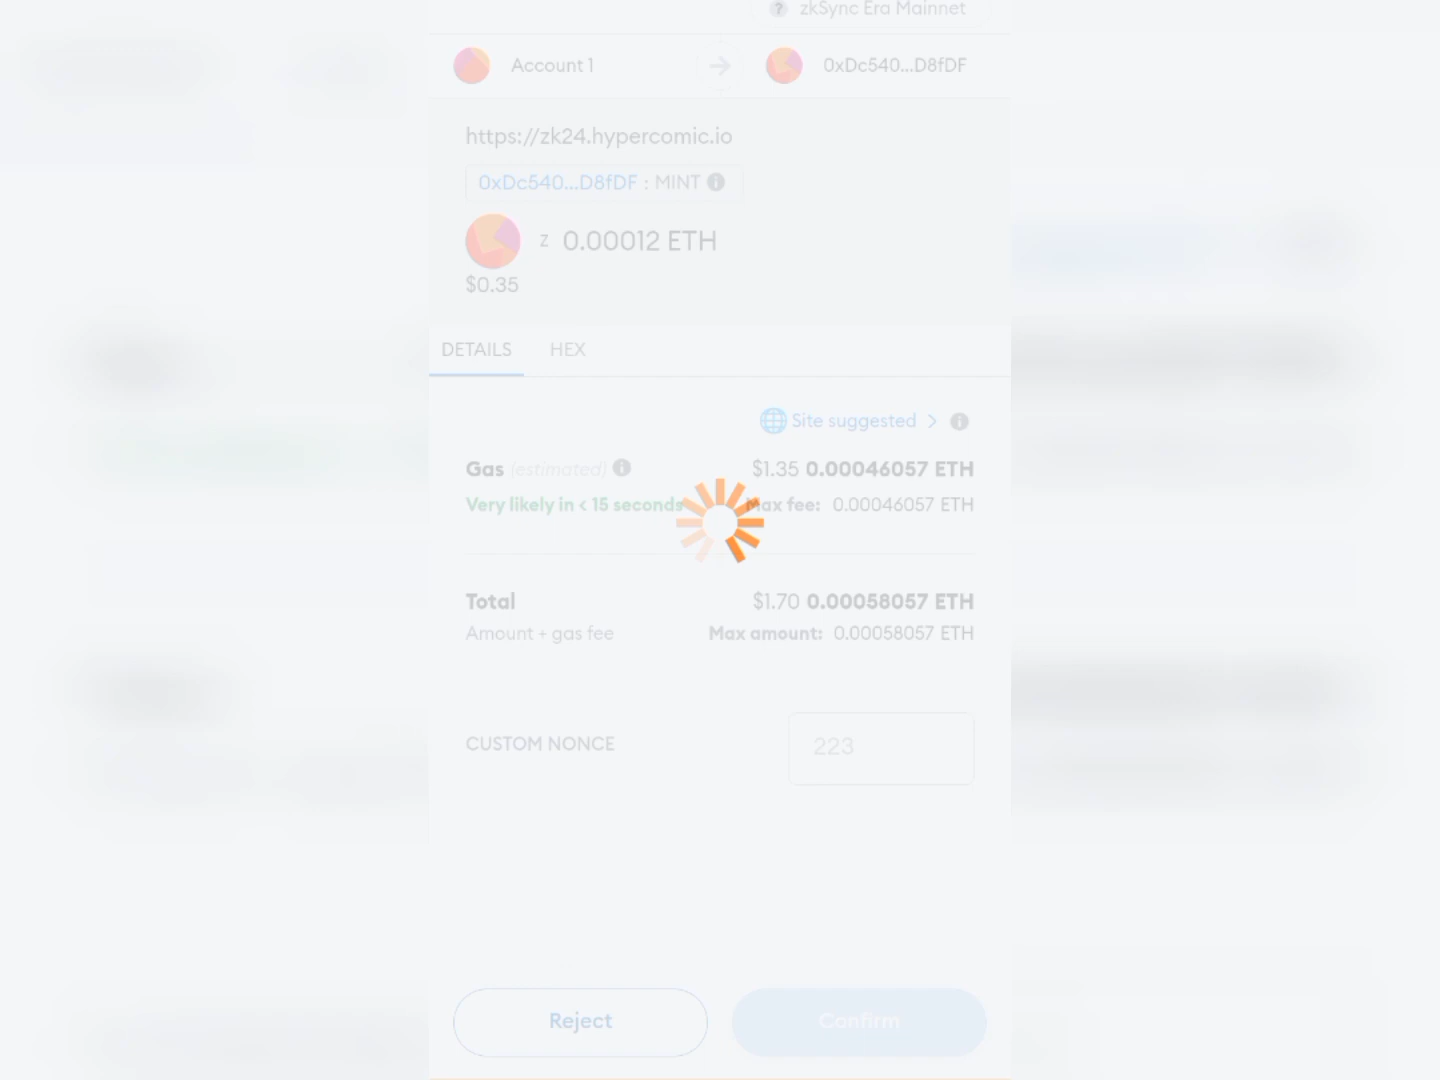 ? zkSync Era Mainnet
Account 1 0xDc540...D8fDF
https://zk24.hypercomic.io
0xDc540...D8fDF : MINT
Z 0.00012 ETH
$0.35
DETAILS HEX
Site suggested >
Gas (estimated) $1.35 0.00046057 ETH
Very likely in < 15 seconds Max fee: 0.00046057 ETH
Total $1.70 0.00058057 ETH
Amount + gas fee Max amount: 0.00058057 ETH
CUSTOM NONCE 223
Reject Confirm